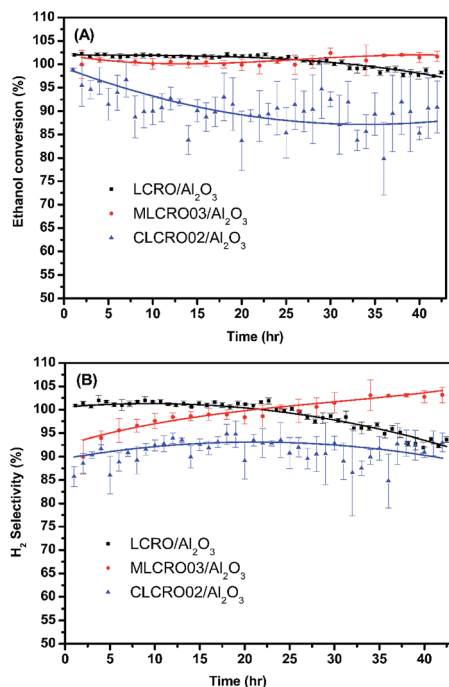 (A)
Ethanol conversion (%)
110
105
100
95
90
85
80
75
70
65
60
55
50
LCRO/Al₂O₃
MLCRO03/Al₂O₃
CLCRO02/Al₂O₃
0 5 10 15 20 25 30 35 40
Time (hr)
(B)
H₂ Selectivity (%)
110
105
100
95
90
85
80
75
70
65
60
55
50
LCRO/Al₂O₃
MLCRO03/Al₂O₃
CLCRO02/Al₂O₃
0 5 10 15 20 25 30 35 40
Time (hr)